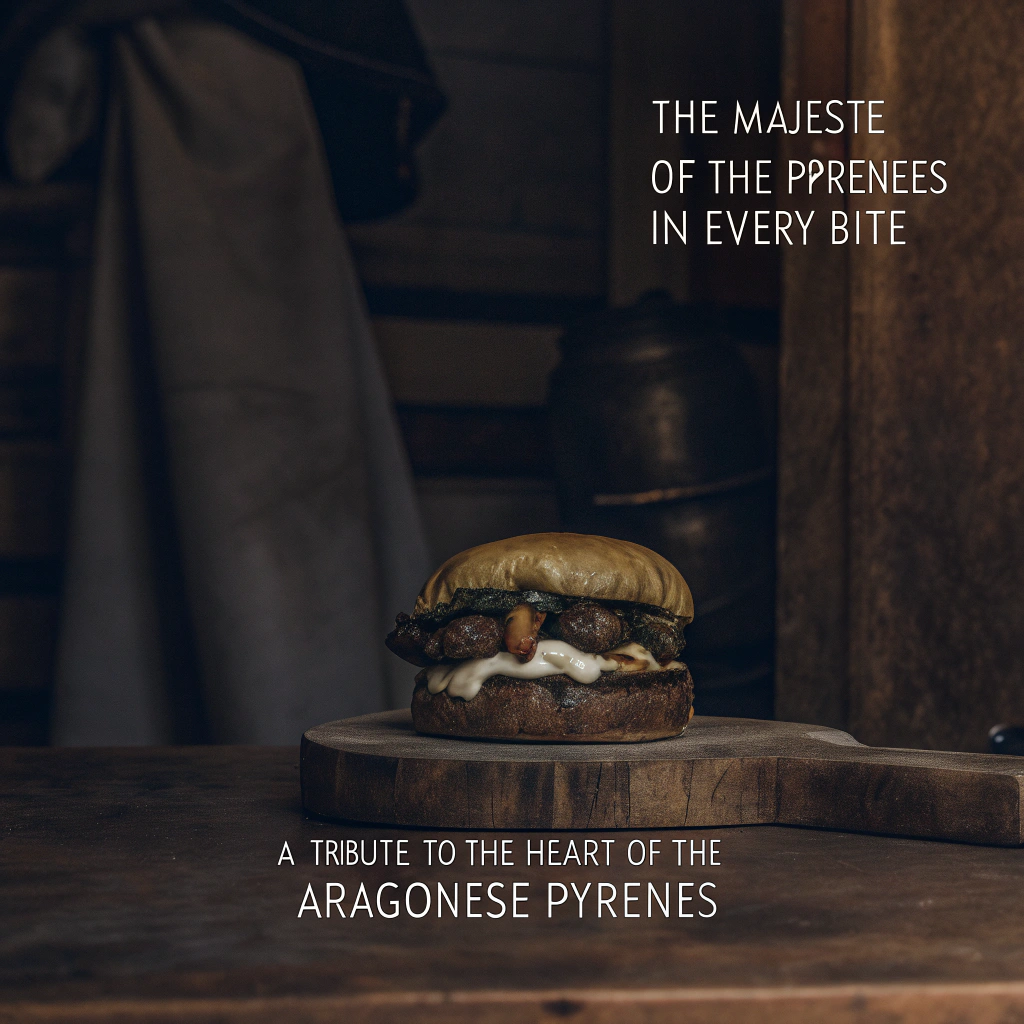 THE MAJESTE
OF THE PPRENEES
IN EVERY BITE
A TRIBUTE TO THE HEART OF THE
ARAGONESE PYRENES